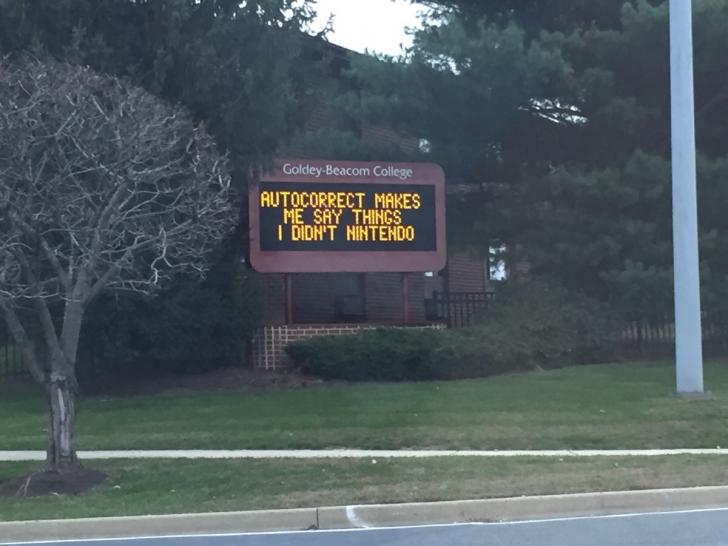 Goldey-Beacom College
AUTOCORRECT MAKES
ME SAY THINGS
I DIDN'T NINTENDO